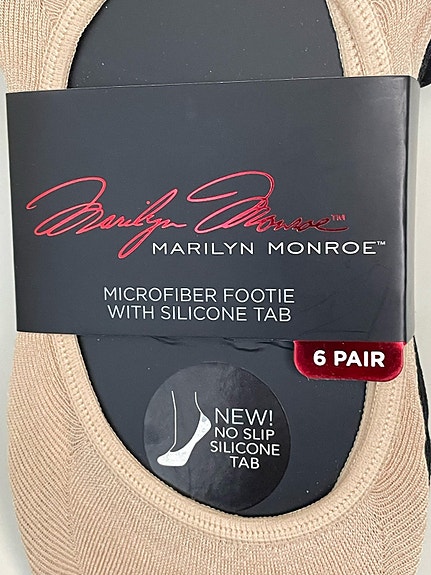 Marilyn Monroe™
MARILYN MONROE™
MICROFIBER FOOTIE
WITH SILICONE TAB
6 PAIR
NEW!
NO SLIP
SILICONE
TAB